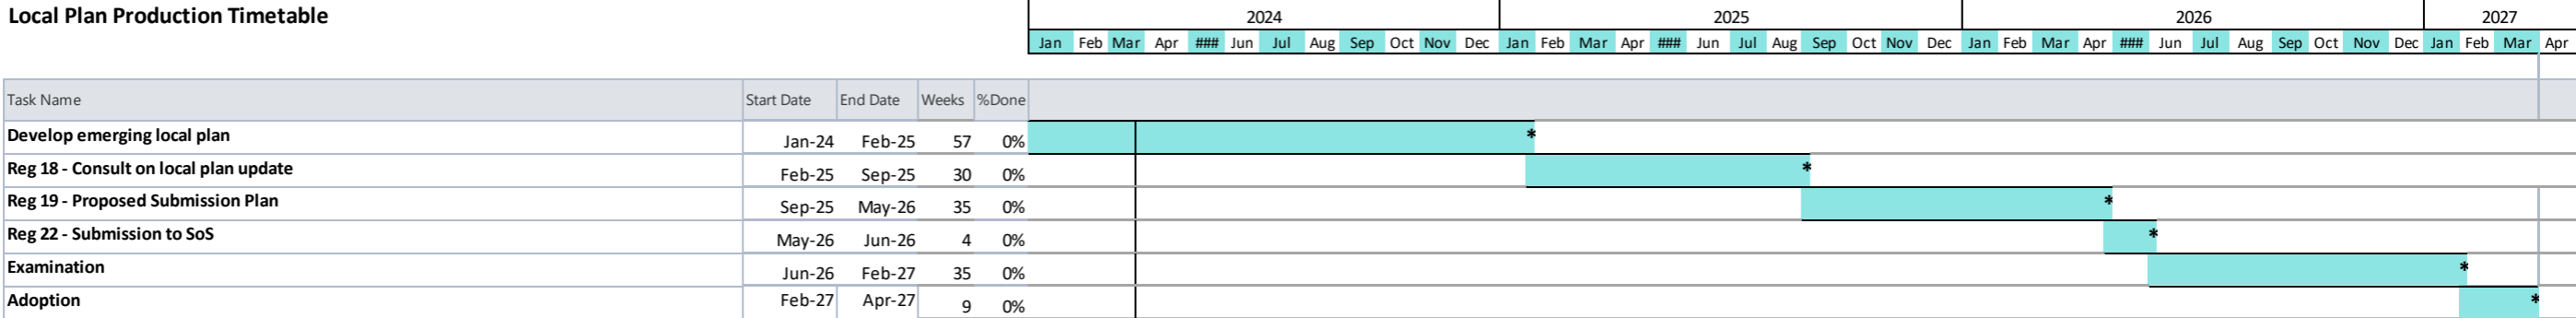 Local Plan Production Timetable
2024 2025 2026 2027
Jan Feb Mar Apr ### Jun Jul Aug Sep Oct Nov Dec Jan Feb Mar Apr ### Jun Jul Aug Sep Oct Nov Dec Jan Feb Mar Apr ### Jun Jul Aug Sep Oct Nov Dec Jan Feb Mar Apr
Task Name Start Date End Date Weeks %Done
Develop emerging local plan Jan-24 Feb-25 57 0% *
Reg 18 - Consult on local plan update Feb-25 Sep-25 30 0% *
Reg 19 - Proposed Submission Plan Sep-25 May-26 35 0% *
Reg 22 - Submission to SoS May-26 Jun-26 4 0% *
Examination Jun-26 Feb-27 35 0% *
Adoption Feb-27 Apr-27 9 0% *